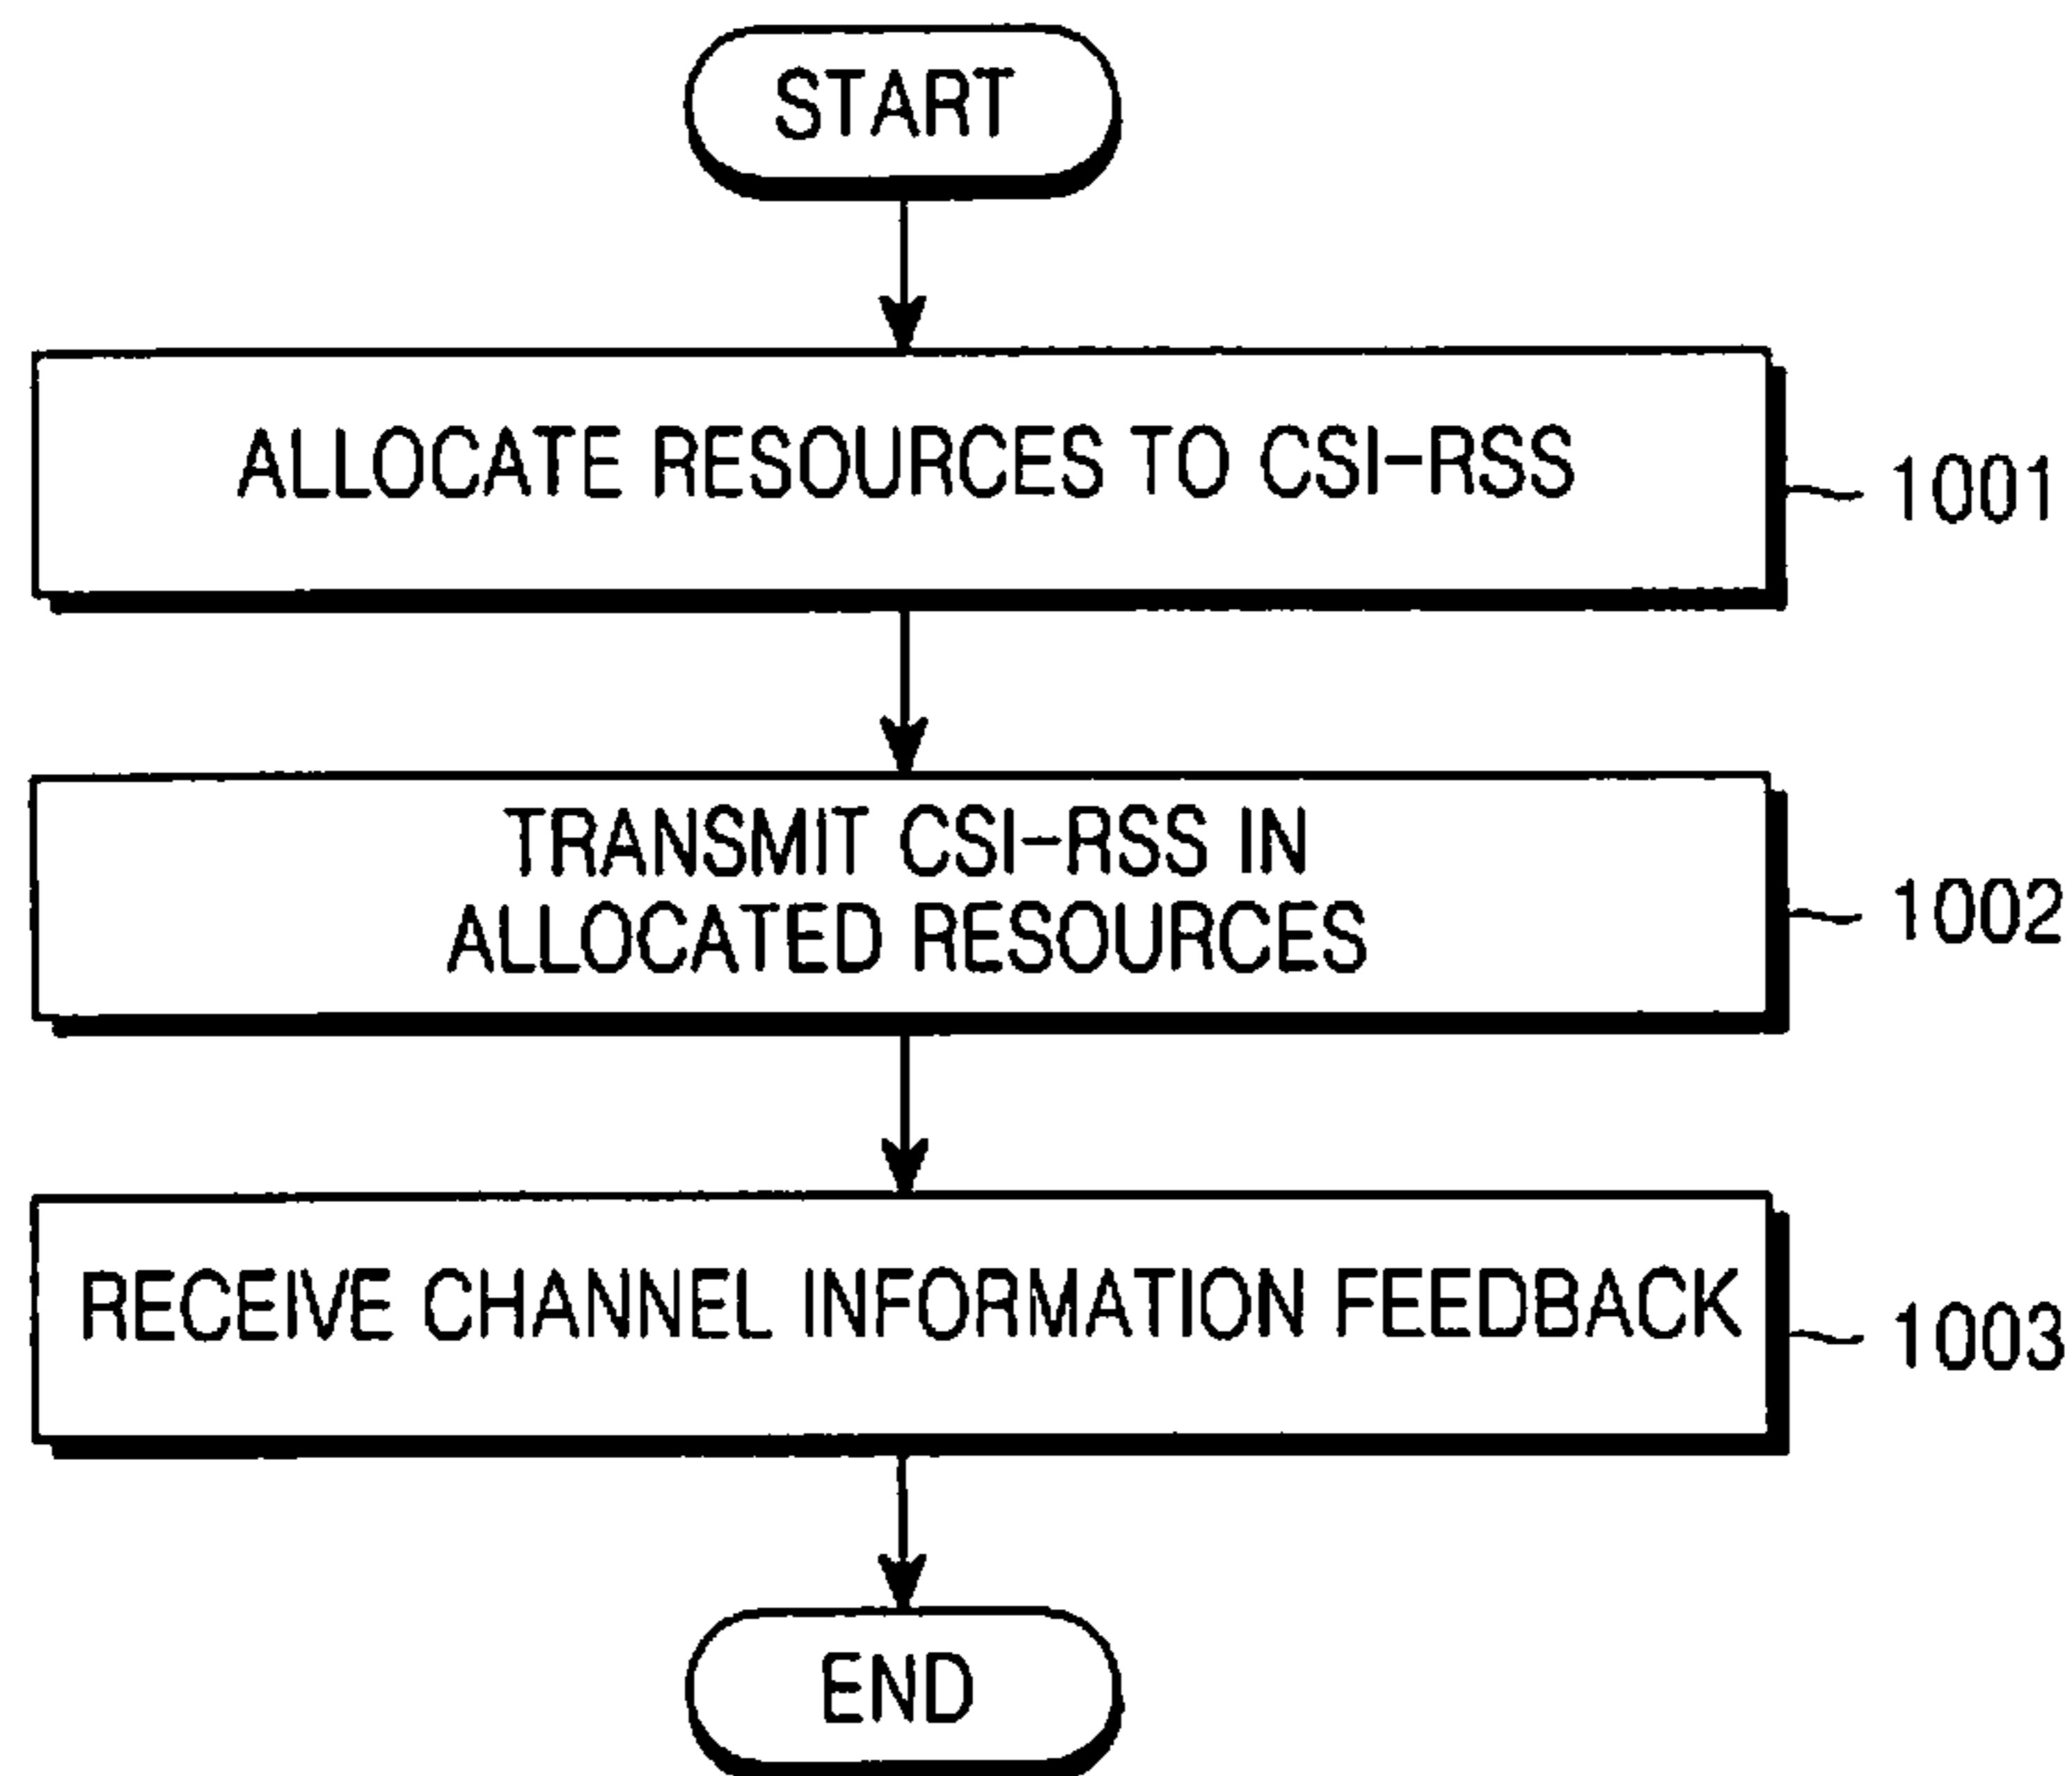 START
ALLOCATE RESOURCES TO CSI-RSS
1001
TRANSMIT CSI-RSS IN
ALLOCATED RESOURCES
1002
RECEIVE CHANNEL INFORMATION FEEDBACK
1003
END